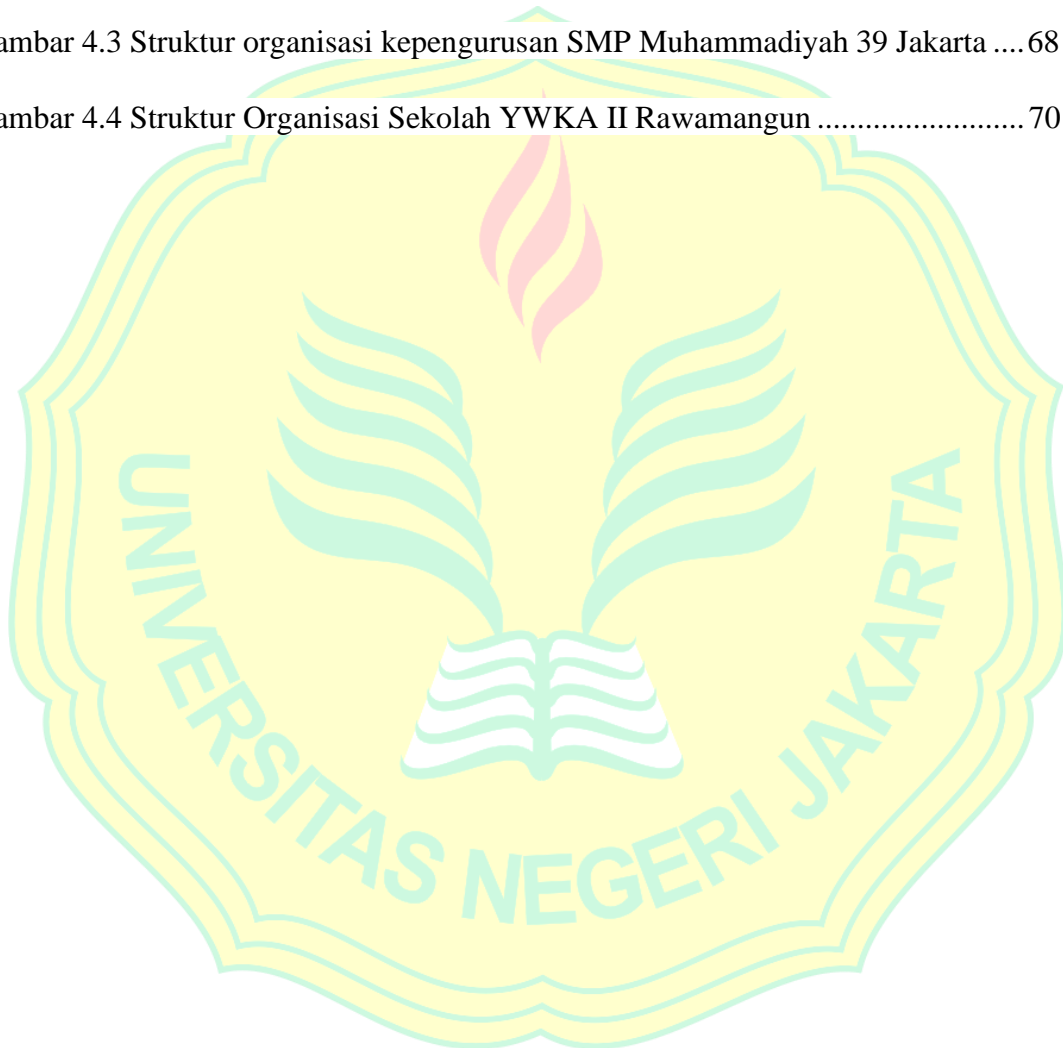 ambar 4.3 Struktur organisasi kepengurusan SMP Muhammadiyah 39 Jakarta ....68
ambar 4.4 Struktur Organisasi Sekolah YWKA II Rawamangun ..........................70
UNIVERSITAS NEGERI JAKARTA